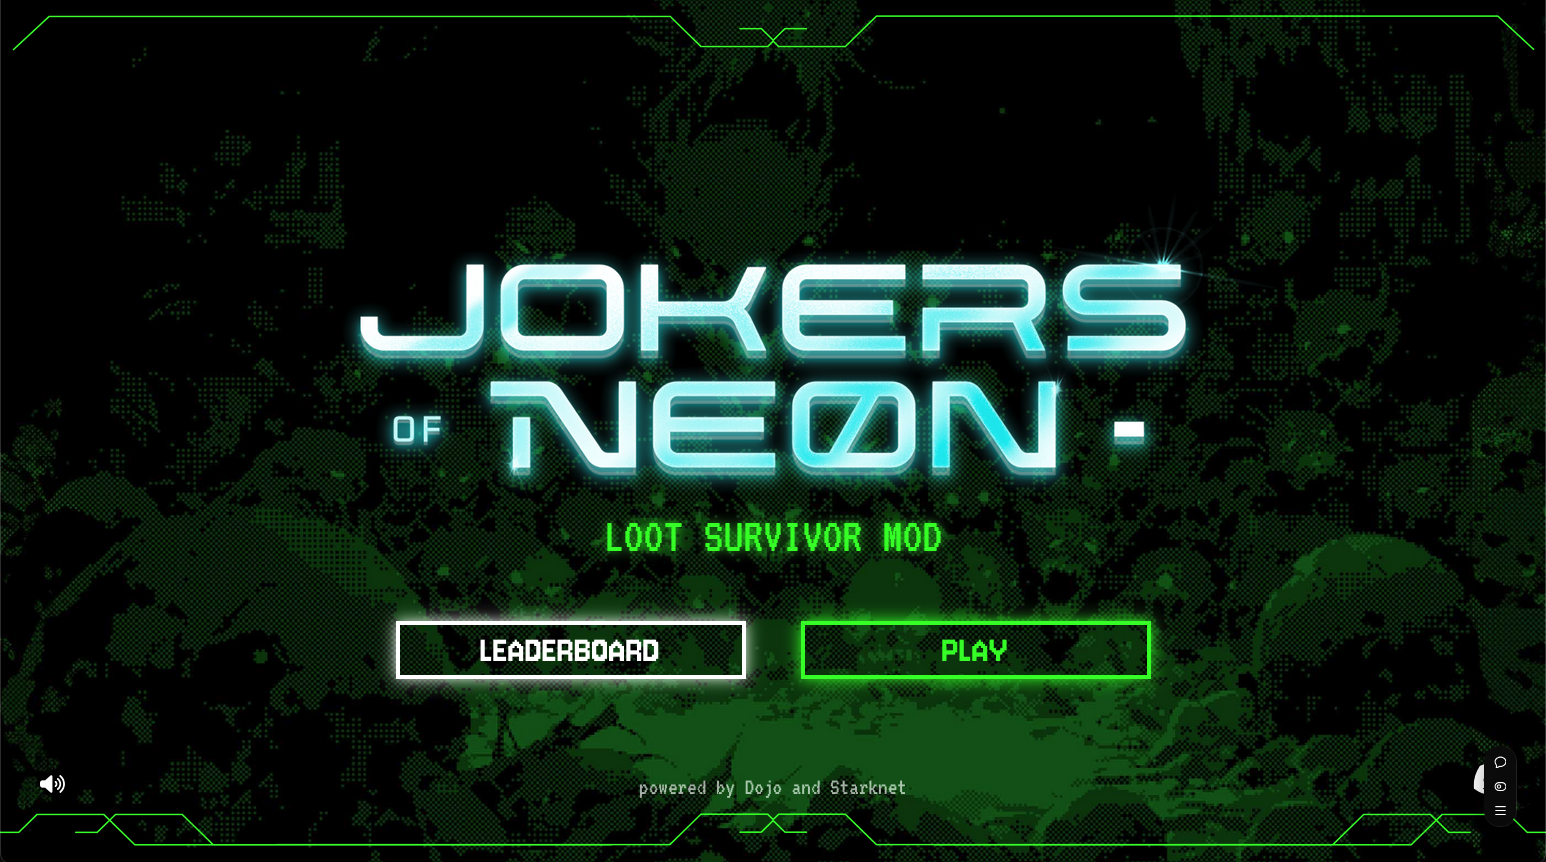 JOKERS
OF NEØN -
LOOT SURVIVOR MOD
LEADERBOARD
PLAY
powered by Dojo and Starknet